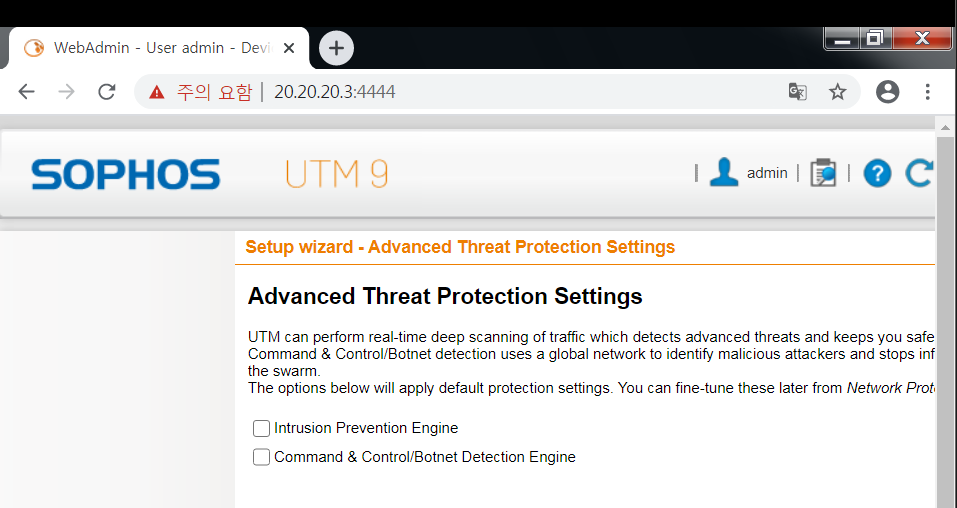 WebAdmin - User admin - Devi
주의 요함 | 20.20.20.3:4444
SOPHOS UTM 9 | admin | |
Setup wizard - Advanced Threat Protection Settings
Advanced Threat Protection Settings
UTM can perform real-time deep scanning of traffic which detects advanced threats and keeps you safe
Command & Control/Botnet detection uses a global network to identify malicious attackers and stops inf
the swarm.
The options below will apply default protection settings. You can fine-tune these later from Network Prot
Intrusion Prevention Engine
Command & Control/Botnet Detection Engine